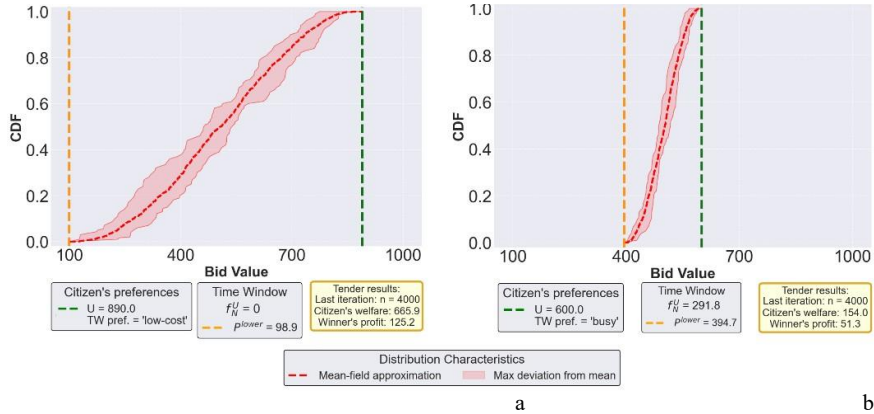 1.0
0.8
0.6
0.4
0.2
0.0
CDF
100
400
700
1000
Bid Value
Citizen's preferences
U = 890.0
TW pref. = 'low-cost'
Time Window
f_N^U = 0
P^lower = 98.9
Tender results:
Last iteration: n = 4000
Citizen's welfare: 665.9
Winner's profit: 125.2
1.0
0.8
0.6
0.4
0.2
0.0
CDF
100
400
700
1000
Bid Value
Citizen's preferences
U = 600.0
TW pref. = 'busy'
Time Window
f_N^U = 291.8
P^lower = 394.7
Tender results:
Last iteration: n = 4000
Citizen's welfare: 154.0
Winner's profit: 51.3
Distribution Characteristics
Mean-field approximation
Max deviation from mean
a
b